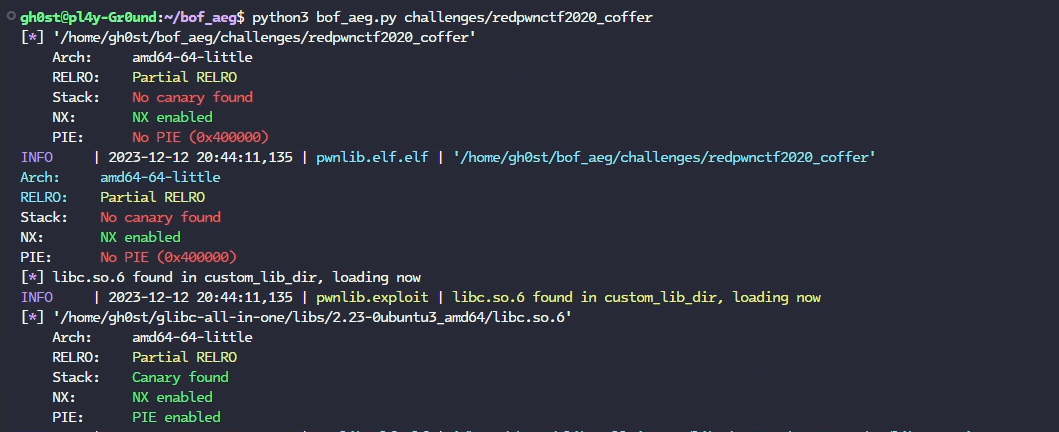 gh0st@pl4y-Gr0und:~/bof_aeg$ python3 bof_aeg.py challenges/redpwnctf2020_coffer
[*] '/home/gh0st/bof_aeg/challenges/redpwnctf2020_coffer'
    Arch:     amd64-64-little
    RELRO:    Partial RELRO
    Stack:    No canary found
    NX:       NX enabled
    PIE:      No PIE (0x400000)
INFO     | 2023-12-12 20:44:11,135 | pwnlib.elf.elf | '/home/gh0st/bof_aeg/challenges/redpwnctf2020_coffer'
Arch:     amd64-64-little
RELRO:    Partial RELRO
Stack:    No canary found
NX:       NX enabled
PIE:      No PIE (0x400000)
[*] libc.so.6 found in custom_lib_dir, loading now
INFO     | 2023-12-12 20:44:11,135 | pwnlib.exploit | libc.so.6 found in custom_lib_dir, loading now
[*] '/home/gh0st/glibc-all-in-one/libs/2.23-0ubuntu3_amd64/libc.so.6'
    Arch:     amd64-64-little
    RELRO:    Partial RELRO
    Stack:    Canary found
    NX:       NX enabled
    PIE:      PIE enabled